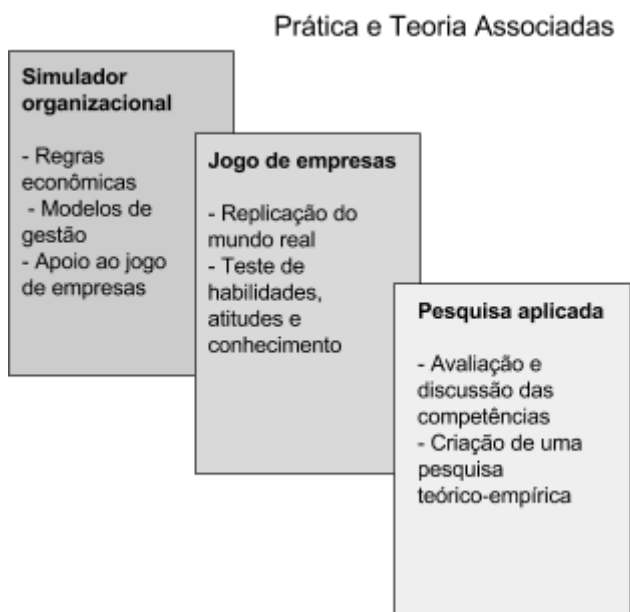 Prática e Teoria Associadas
Simulador
organizacional
- Regras
econômicas
- Modelos de
gestão
- Apoio ao jogo
de empresas
Jogo de empresas
- Replicação do
mundo real
- Teste de
habilidades,
atitudes e
conhecimento
Pesquisa aplicada
- Avaliação e
discussão das
competências
- Criação de uma
pesquisa
teórico-empírica